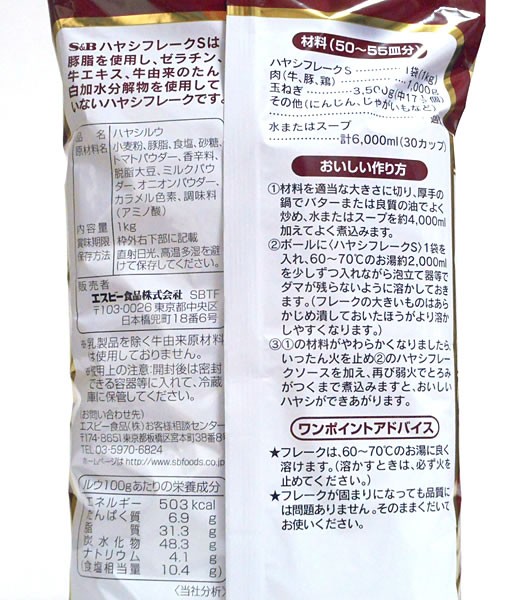 S&B ハヤシフレークSは
豚脂を使用し、ゼラチン、
牛エキス、牛由来のたん
白加水分解物を使用して
いないハヤシフレークです。
品名 ハヤシルウ
原材料名 小麦粉、豚脂、食塩、砂糖、
トマトパウダー、香辛料、
脱脂大豆、ミルクパウ
ダー、オニオンパウダー、
カラメル色素、調味料
(アミノ酸)
内容量 1kg
賞味期限 枠外右下部に記載
保存方法 直射日光、高温多湿を避
けて保存してください。
販売者
エスビー食品株式会社 SBTF
〒103-0026 東京都中央区
日本橋兜町18番6号
※乳製品を除く牛由来原材料
は使用しておりません。
※使用上の注意:開封後は密封
できる容器等に入れて、冷蔵
庫に保管してください。
〈お問い合わせ先〉
エスビー食品(株)お客様相談センター
〒174-8651 東京都板橋区宮本町38番8号
TEL.03-5970-6824
ホームページは http://www.sbfoods.co.jp
ルウ100gあたりの栄養成分
エネルギー 503 kcal
たんぱく質 6.9 g
脂質 31.3 g
炭水化物 48.3 g
ナトリウム 4.1 g
(食塩相当量 10.4 g)
〈当社分析〉
材料(50〜55皿分)
ハヤシフレークS 1袋(1kg)
肉(牛、豚、鶏) 1,000g
玉ねぎ 3,500g(中17
その他(にんじん、じゃがいもなど)
適
水またはスープ
計6,000ml(30カップ)
おいしい作り方
①材料を適当な大きさに切り、厚手の
鍋でバターまたは良質の油でよく
炒め、水またはスープを約4,000ml
加えてよく煮込みます。
②ボールに〈ハヤシフレークS〉1袋を
入れ、60〜70℃のお湯約2,000ml
を少しずつ入れながら泡立て器等で
ダマが残らないように溶かしておき
ます。(フレークの大きいものはあら
かじめ潰しておいたほうがより溶か
しやすくなります。)
③①の材料がやわらかくなりましたら、
いったん火を止め②のハヤシフレー
クソースを加え、再び弱火でとろみ
がつくまで煮込みますと、おいしい
ハヤシができあがります。
ワンポイントアドバイス
★フレークは、60〜70℃のお湯に良く
溶けます。(溶かすときは、必ず火を
止めてください。)
★フレークが固まりになっても品質に
は問題ありません。そのままくだいて
お使いください。